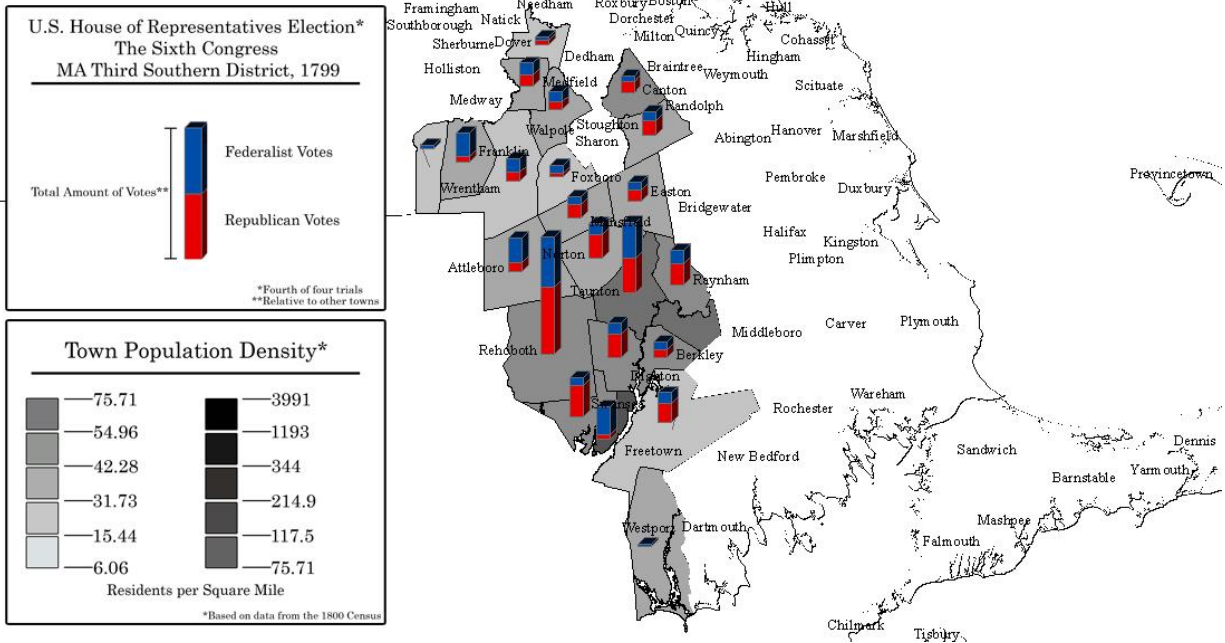 U.S. House of Representatives Election*
The Sixth Congress
MA Third Southern District, 1799
Federalist Votes
Total Amount of Votes**
Republican Votes
*Fourth of four trials
**Relative to other towns
Town Population Density*
75.71
54.96
42.28
31.73
15.44
6.06
3991
1193
344
214.9
117.5
75.71
Residents per Square Mile
*Based on data from the 1800 Census
Framingham
Needham
Roxbury
Boston
Hull
Southborough
Natick
Dorchester
Sherburne
Dover
Milton
Quincy
Cohasset
Dedham
Hingham
Holliston
Medfield
Braintree
Weymouth
Canton
Scituate
Medway
Randolph
Walpole
Stoughton
Sharon
Abington
Hanover
Marshfield
Franklin
Foxboro
Wrentham
Easton
Pembroke
Duxbury
Provincetown
Bridgewater
Mansfield
Halifax
Kingston
Norton
Plimpton
Attleboro
Raynham
Taunton
Middleboro
Carver
Plymouth
Rehoboth
Berkley
Dighton
Swansea
Rochester
Wareham
Freetown
New Bedford
Sandwich
Dennis
Barnstable
Yarmouth
Westport
Dartmouth
Mashpee
Falmouth
Chilmark
Tisbury